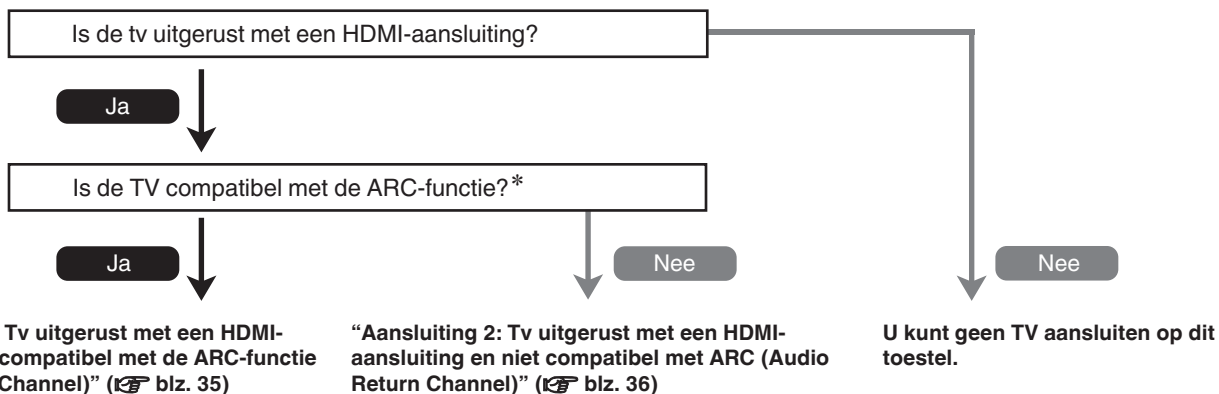 Is de tv uitgerust met een HDMI-aansluiting?
Ja
Is de TV compatibel met de ARC-functie?*
Ja
Nee
Nee
Tv uitgerust met een HDMI-
compatibel met de ARC-functie
Channel)” (☞ blz. 35)
“Aansluiting 2: Tv uitgerust met een HDMI-
aansluiting en niet compatibel met ARC (Audio
Return Channel)” (☞ blz. 36)
U kunt geen TV aansluiten op dit
toestel.